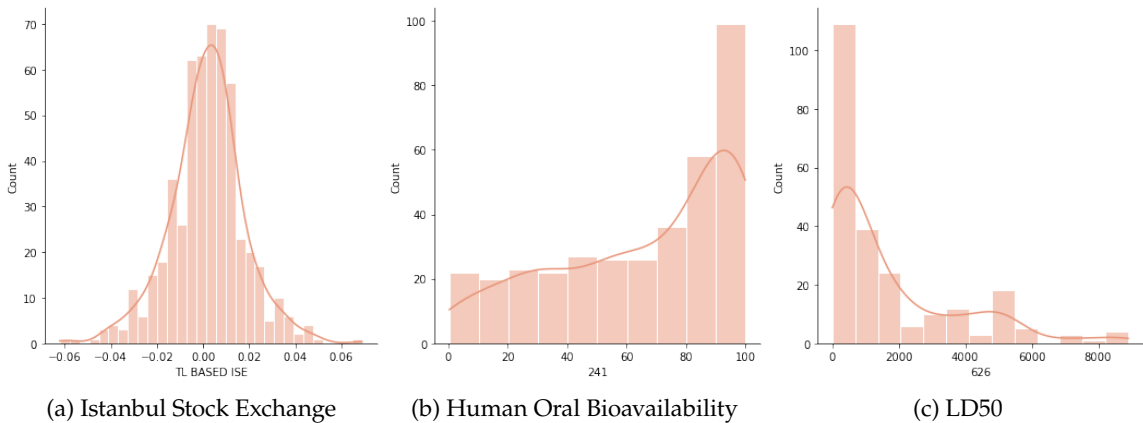 70
60
50
40
30
20
10
0
Count
−0.06 −0.04 −0.02 0.00 0.02 0.04 0.06
TL BASED ISE
(a) Istanbul Stock Exchange
100
80
60
40
20
0
Count
0 20 40 60 80 100
241
(b) Human Oral Bioavailability
100
80
60
40
20
0
Count
0 2000 4000 6000 8000
626
(c) LD50